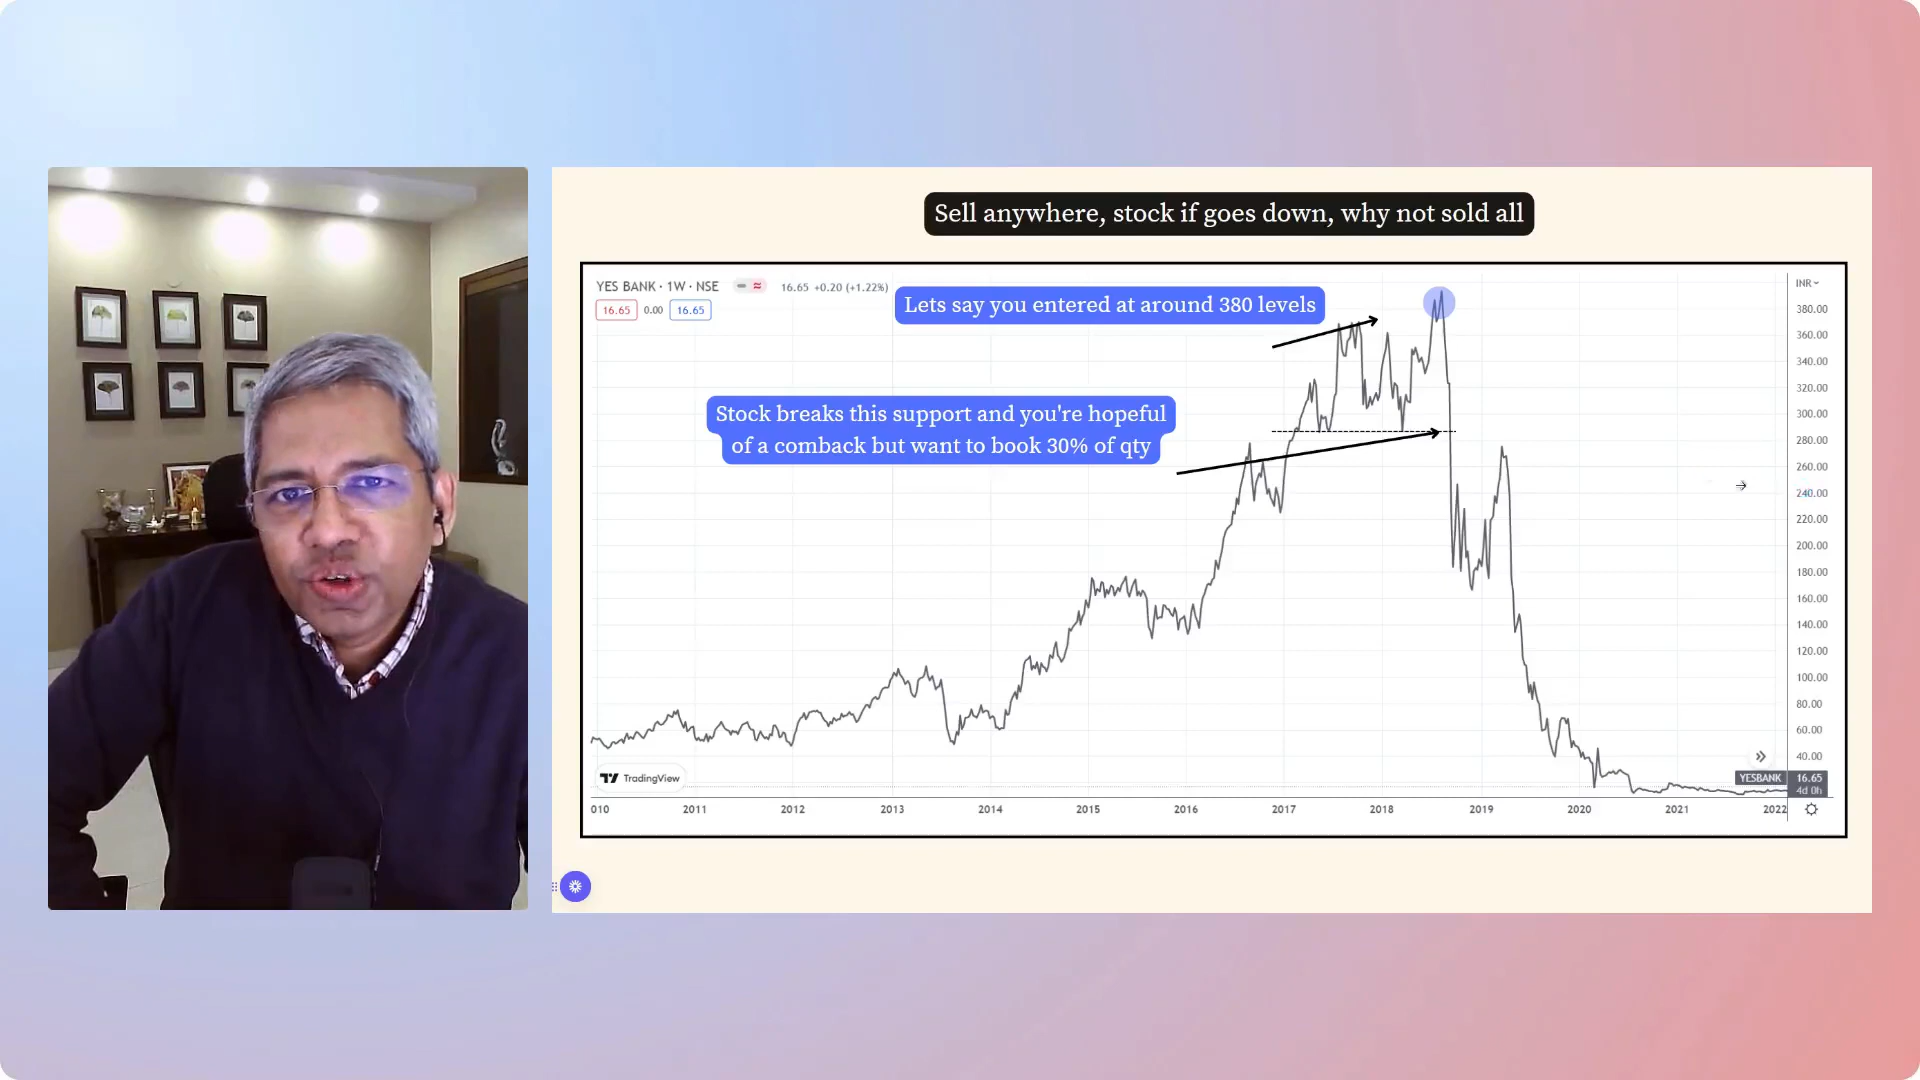 Sell anywhere, stock if goes down, why not sold all
YES BANK · 1W · NSE
16.65 +0.20 (+1.22%)
16.65 0.00 16.65
Lets say you entered at around 380 levels
Stock breaks this support and you're hopeful
of a comback but want to book 30% of qty
INR
380.00
360.00
340.00
320.00
300.00
280.00
260.00
240.00
220.00
200.00
180.00
160.00
140.00
120.00
100.00
80.00
60.00
40.00
YESBANK 16.65
4d 0h
TradingView
010 2011 2012 2013 2014 2015 2016 2017 2018 2019 2020 2021 2022